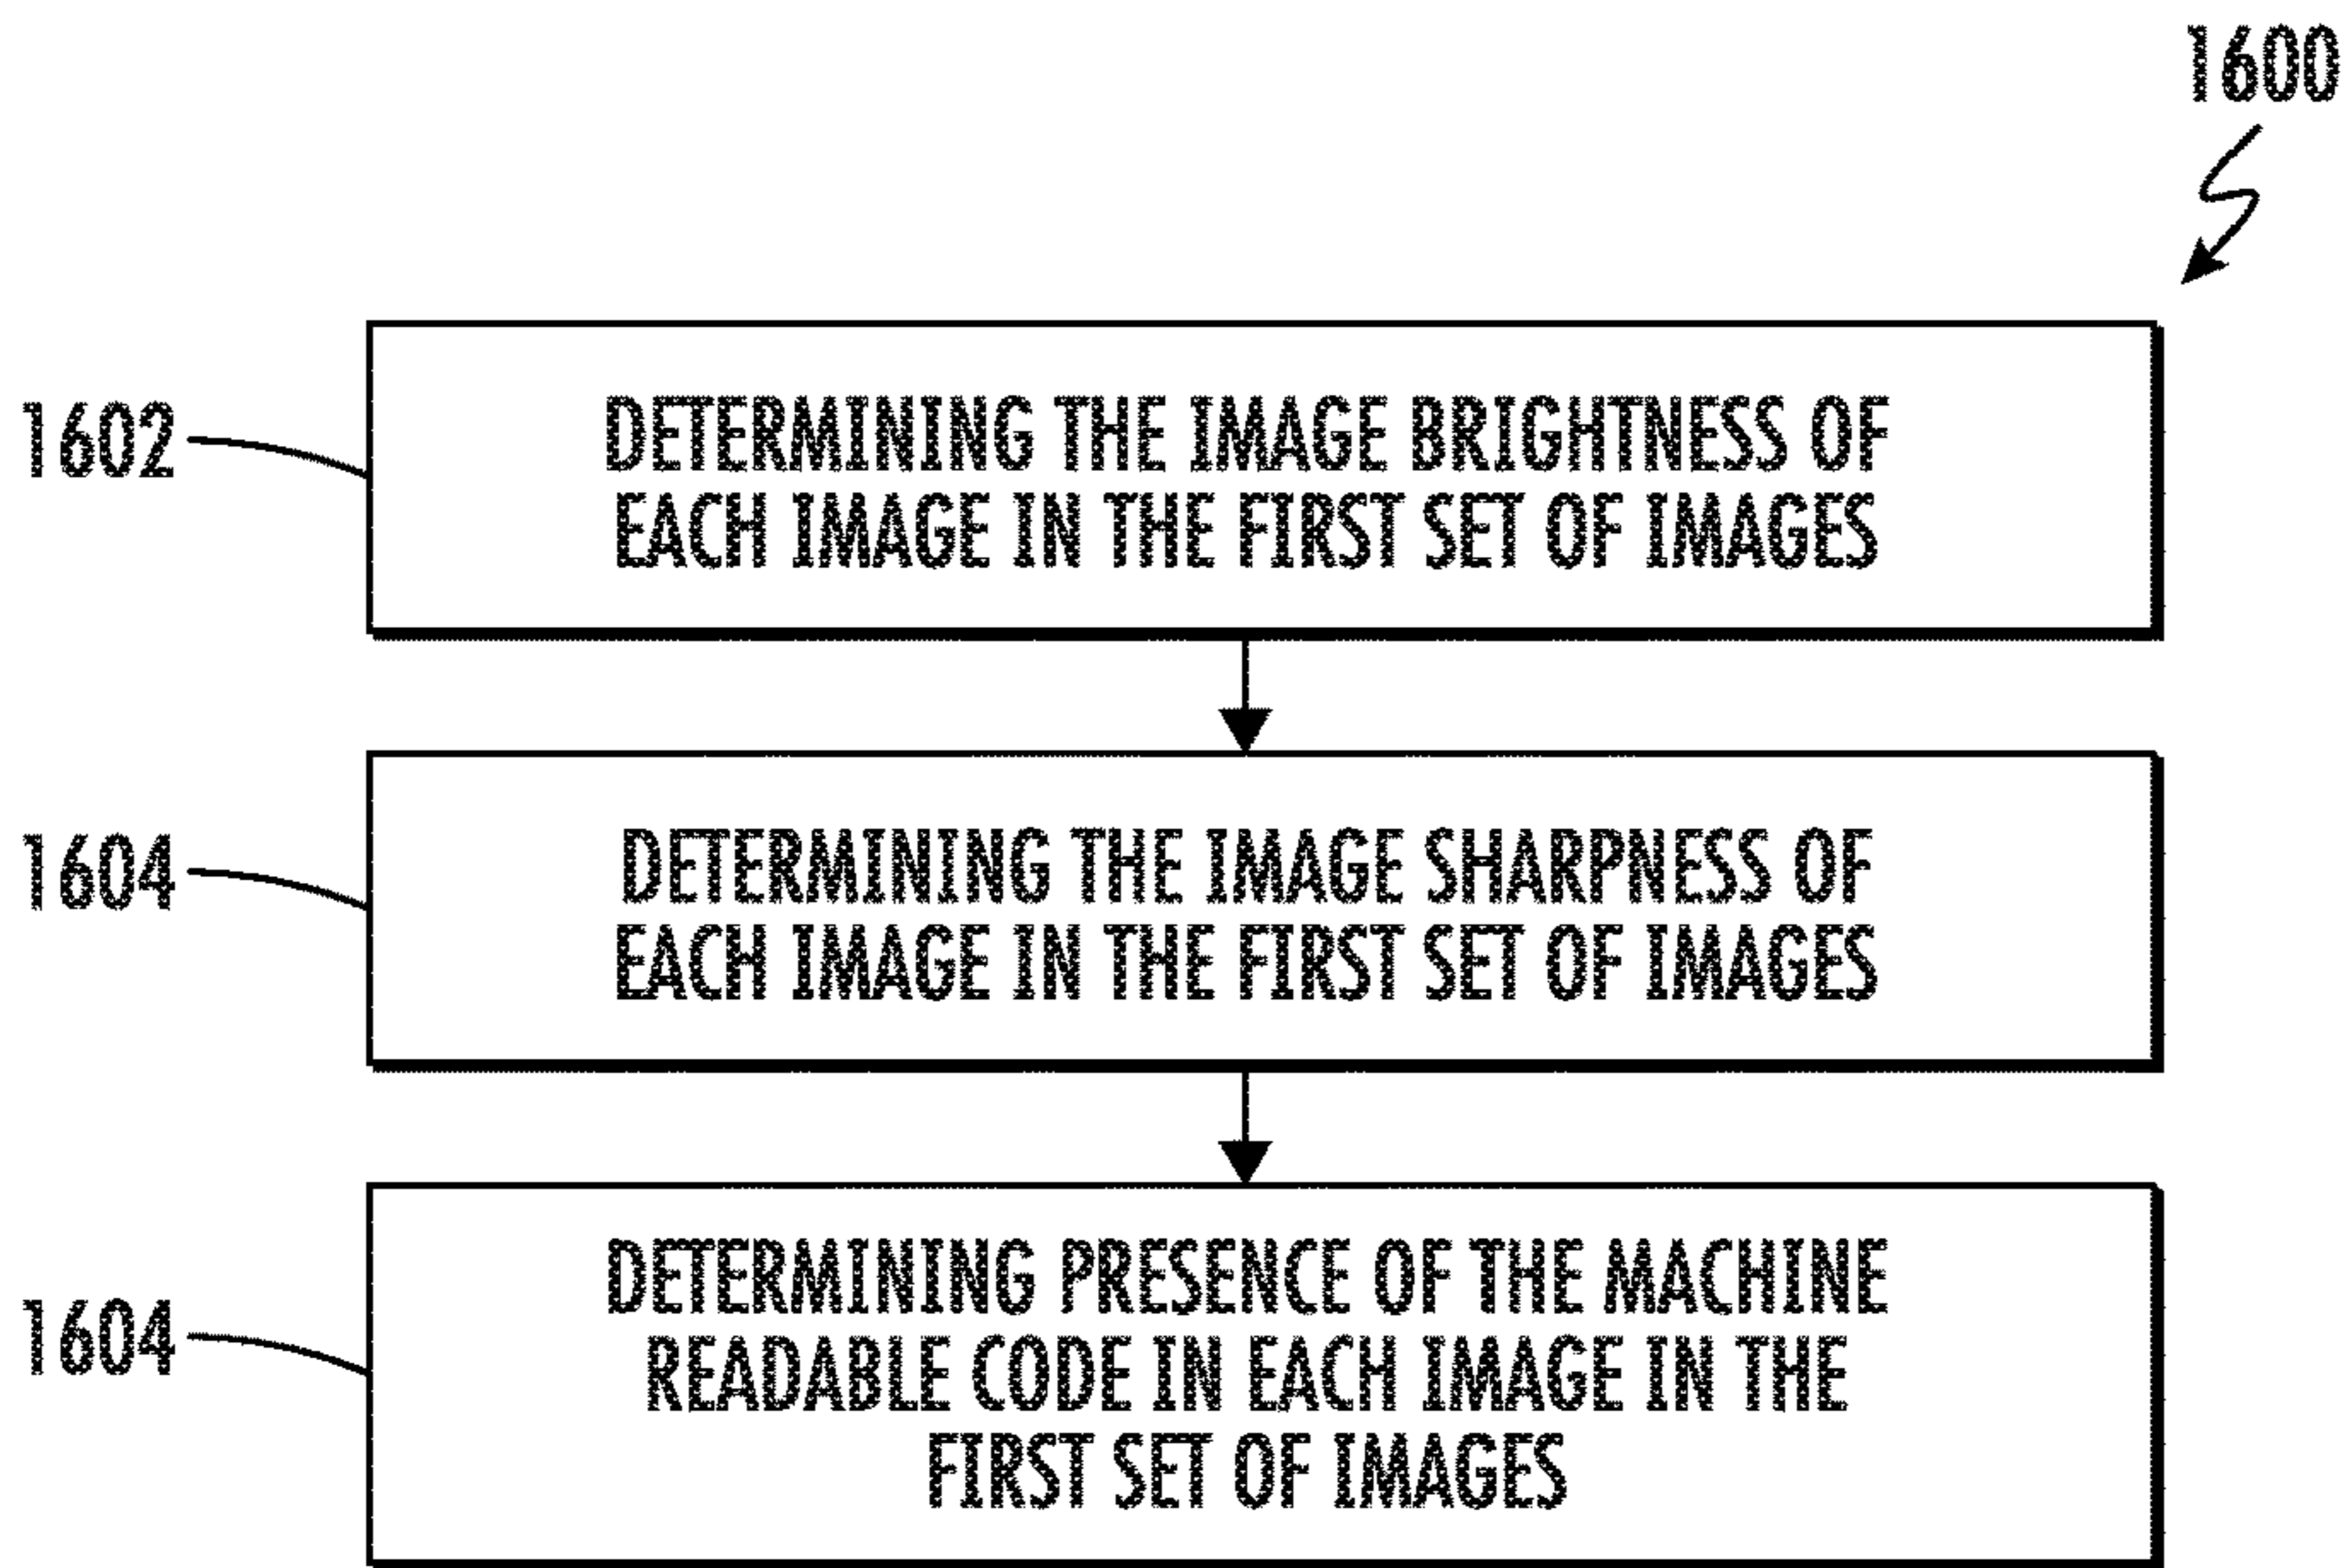 1600
1602
DETERMINING THE IMAGE BRIGHTNESS OF
EACH IMAGE IN THE FIRST SET OF IMAGES
1604
DETERMINING THE IMAGE SHARPNESS OF
EACH IMAGE IN THE FIRST SET OF IMAGES
1604
DETERMINING PRESENCE OF THE MACHINE
READABLE CODE IN EACH IMAGE IN THE
FIRST SET OF IMAGES